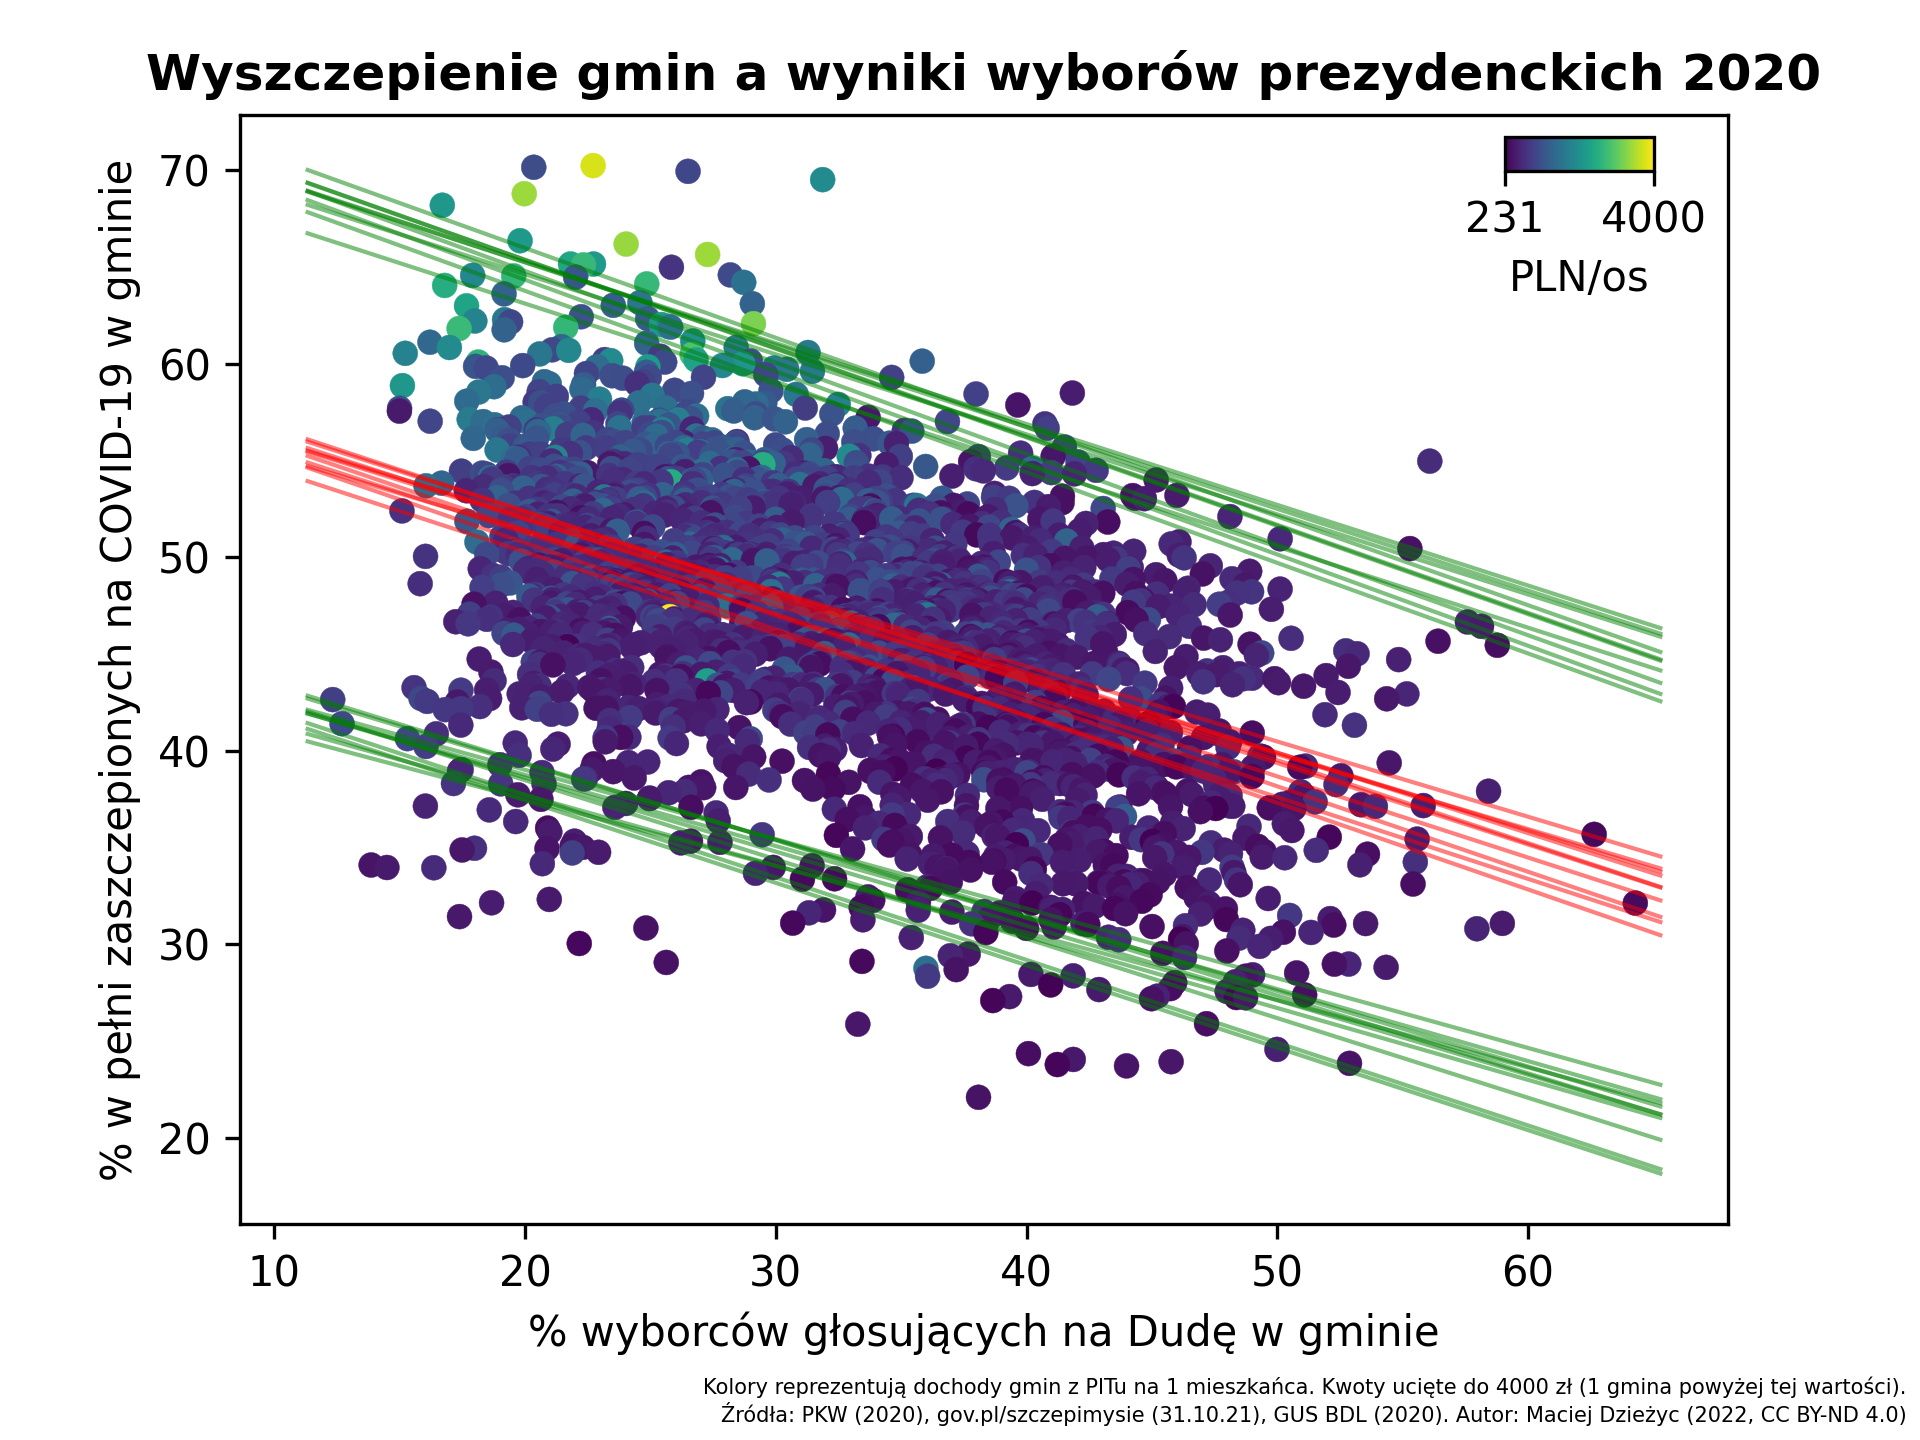 Wyszczepienie gmin a wyniki wyborów prezydenckich 2020
% w pełni zaszczepionych na COVID-19 w gminie
70
60
50
40
30
20
231 4000
PLN/os
10 20 30 40 50 60
% wyborców głosujących na Dudę w gminie
Kolory reprezentują dochody gmin z PITu na 1 mieszkańca. Kwoty ucięte do 4000 zł (1 gmina powyżej tej wartości).
Źródła: PKW (2020), gov.pl/szczepimysie (31.10.21), GUS BDL (2020). Autor: Maciej Dzieżyc (2022, CC BY-ND 4.0)